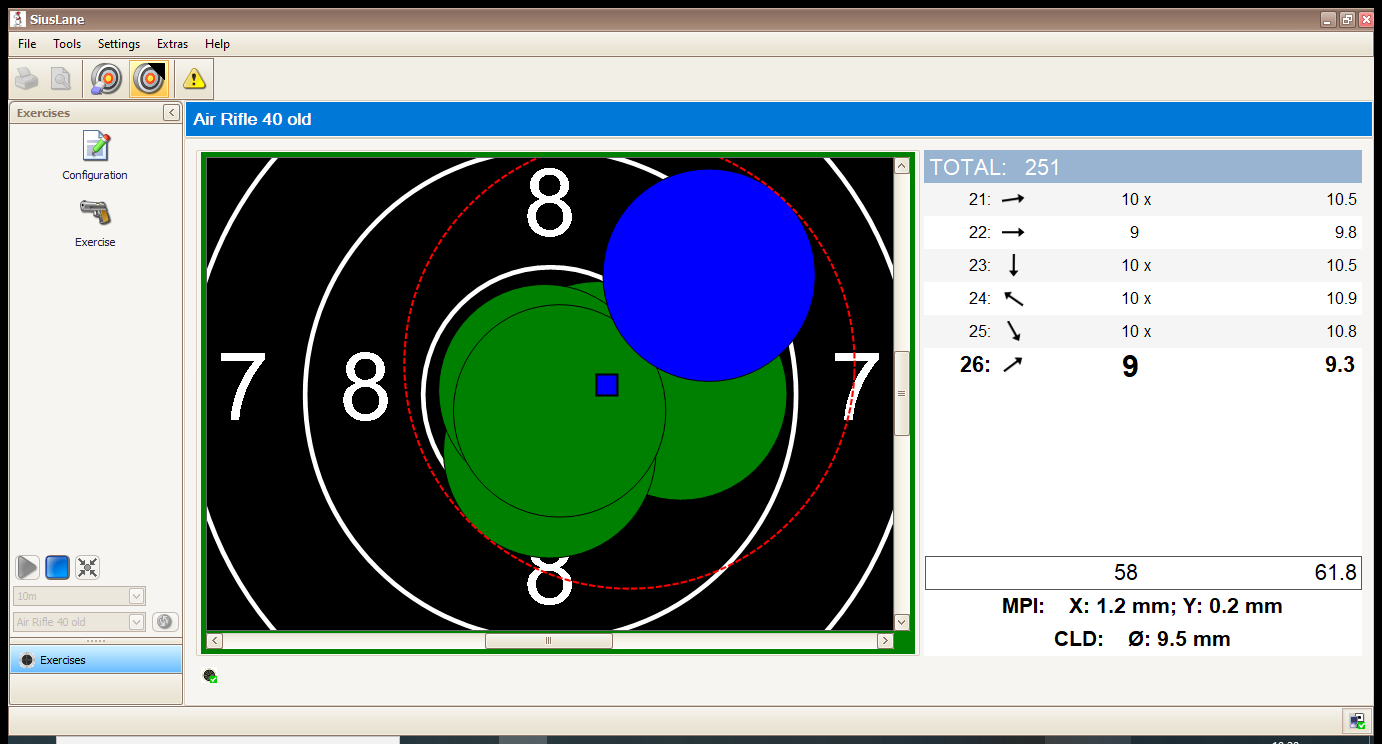 SiusLane
File Tools Settings Extras Help
Exercises
Configuration
Exercise
10m
Air Rifle 40 old
Exercises
Air Rifle 40 old
8
7 8 7
8
TOTAL: 251
21: 10 x 10.5
22: 9 9.8
23: 10 x 10.5
24: 10 x 10.9
25: 10 x 10.8
26: 9 9.3
58 61.8
MPI: X: 1.2 mm; Y: 0.2 mm
CLD: Ø: 9.5 mm